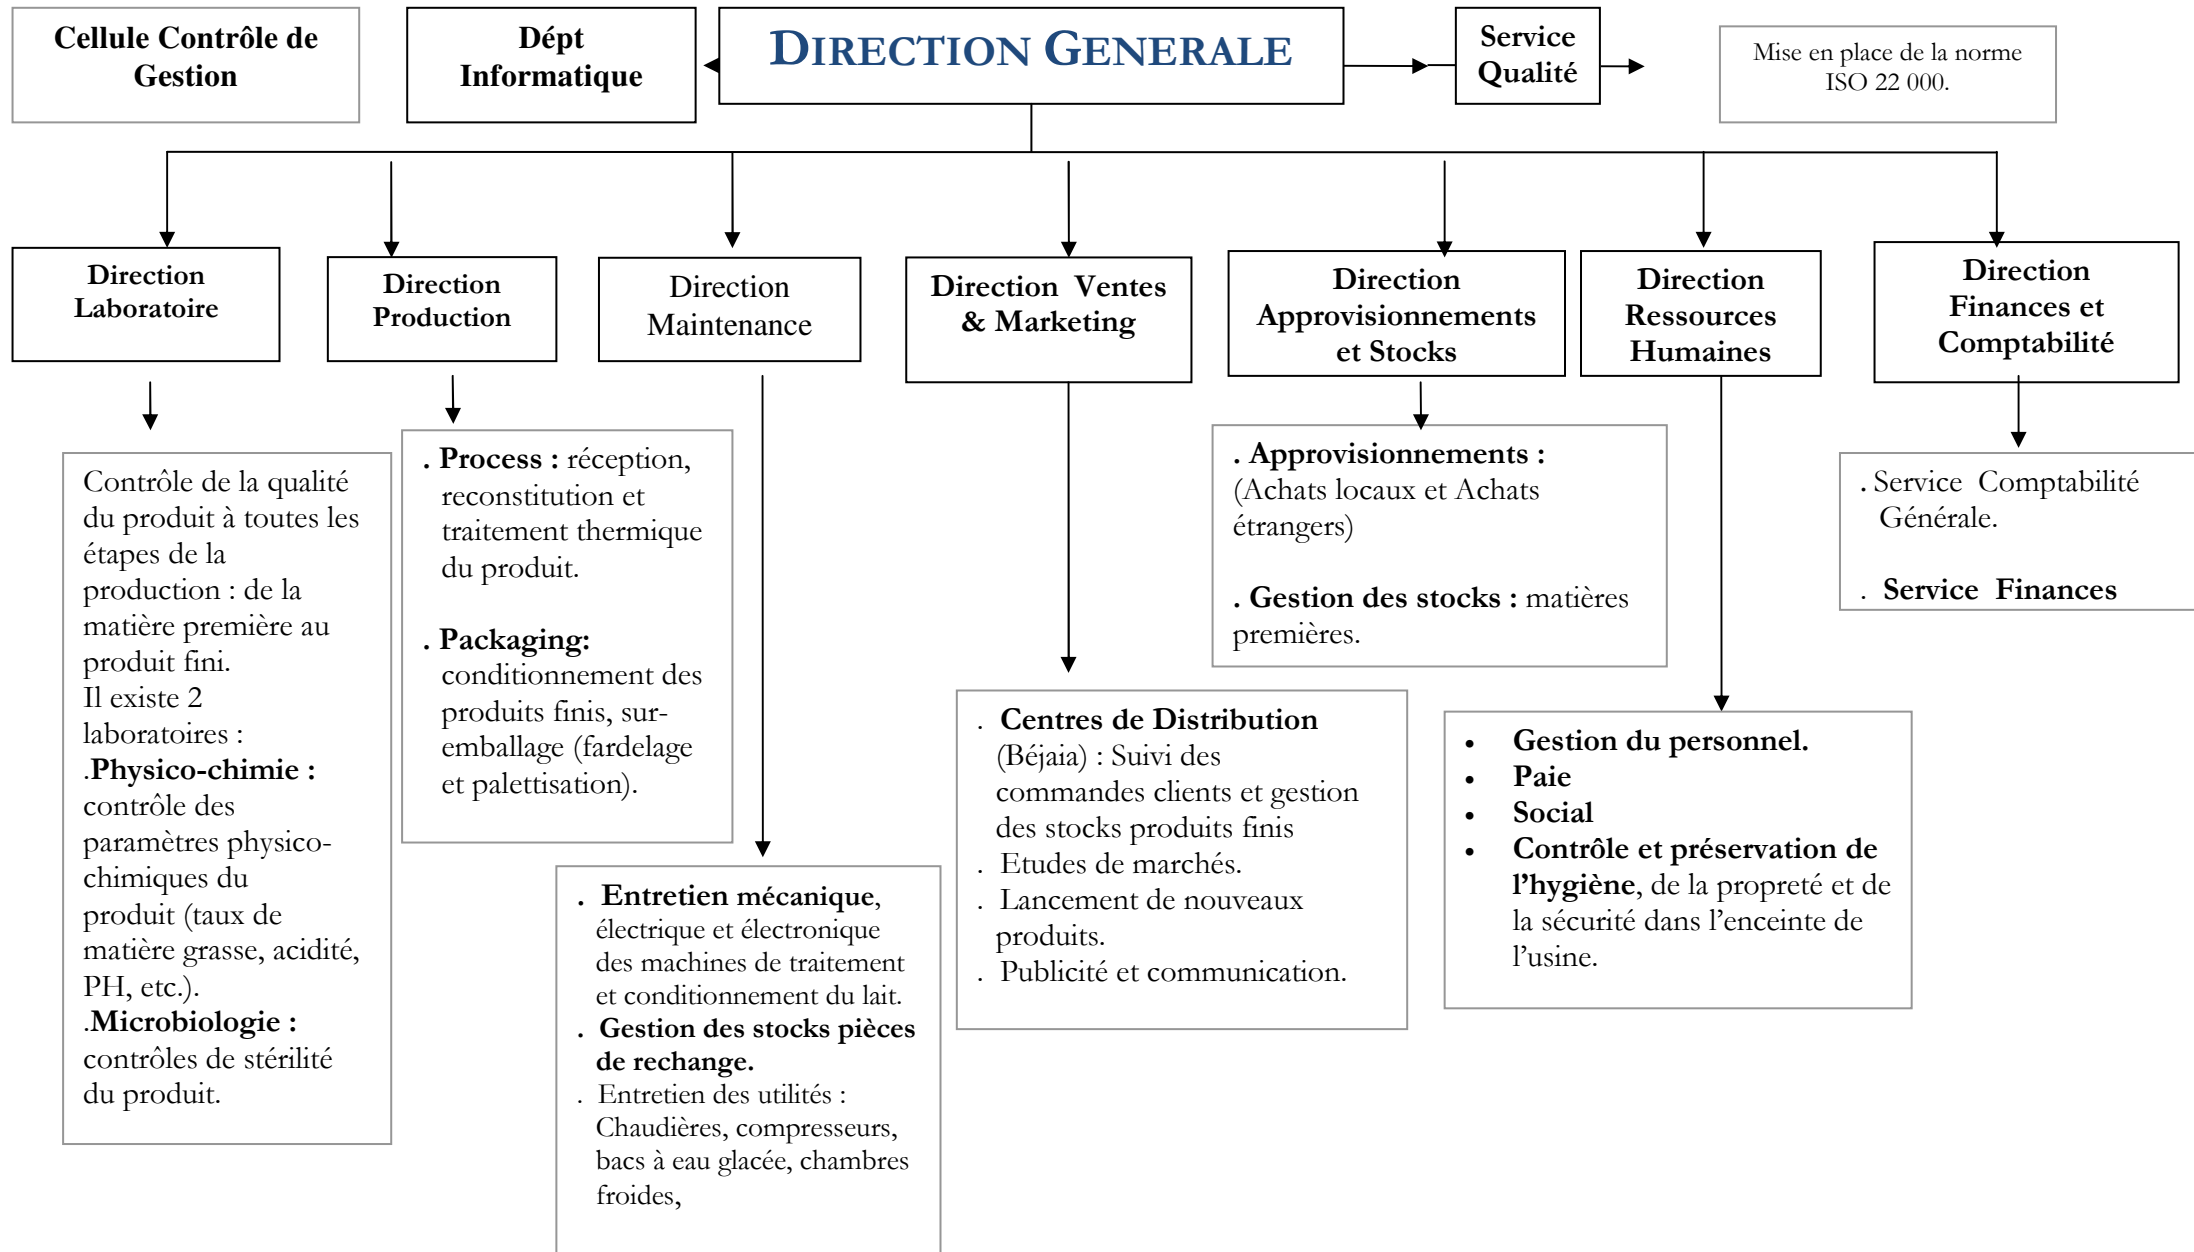 Cellule Contrôle de
Gestion
Dépt
Informatique
DIRECTION GENERALE
Service
Qualité
Mise en place de la norme
ISO 22 000.
Direction
Laboratoire
Direction
Production
Direction
Maintenance
Direction Ventes
& Marketing
Direction
Approvisionnements
et Stocks
Direction
Ressources
Humaines
Direction
Finances et
Comptabilité
Contrôle de la qualité
du produit à toutes les
étapes de la
production : de la
matière première au
produit fini.
Il existe 2
laboratoires :
.Physico-chimie :
contrôle des
paramètres physico-
chimiques du
produit (taux de
matière grasse, acidité,
PH, etc.).
.Microbiologie :
contrôles de stérilité
du produit.
. Process : réception,
reconstitution et
traitement thermique
du produit.
. Packaging:
conditionnement des
produits finis, sur-
emballage (fardelage
et palettisation).
. Entretien mécanique,
électrique et électronique
des machines de traitement
et conditionnement du lait.
. Gestion des stocks pièces
de rechange.
. Entretien des utilités :
Chaudières, compresseurs,
bacs à eau glacée, chambres
froides,
. Centres de Distribution
(Béjaia) : Suivi des
commandes clients et gestion
des stocks produits finis
. Etudes de marchés.
. Lancement de nouveaux
produits.
. Publicité et communication.
. Approvisionnements :
(Achats locaux et Achats
étrangers)
. Gestion des stocks : matières
premières.
• Gestion du personnel.
• Paie
• Social
• Contrôle et préservation de
l’hygiène, de la propreté et de
la sécurité dans l’enceinte de
l’usine.
. Service Comptabilité
Générale.
. Service Finances